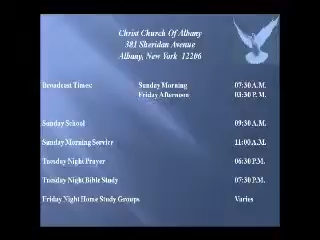 Christ Church Of Albany
381 Sheridan Avenue
Albany, New York 12206
Broadcast Times: Sunday Morning 07:30 A.M.
Friday Afternoon 03:30 P. M.
Sunday School 09:30 A.M.
Sunday Morning Service 11:00 A.M.
Tuesday Night Prayer 06:30 P.M.
Tuesday Night Bible Study 07:30 P.M.
Friday Night Home Study Groups Varies